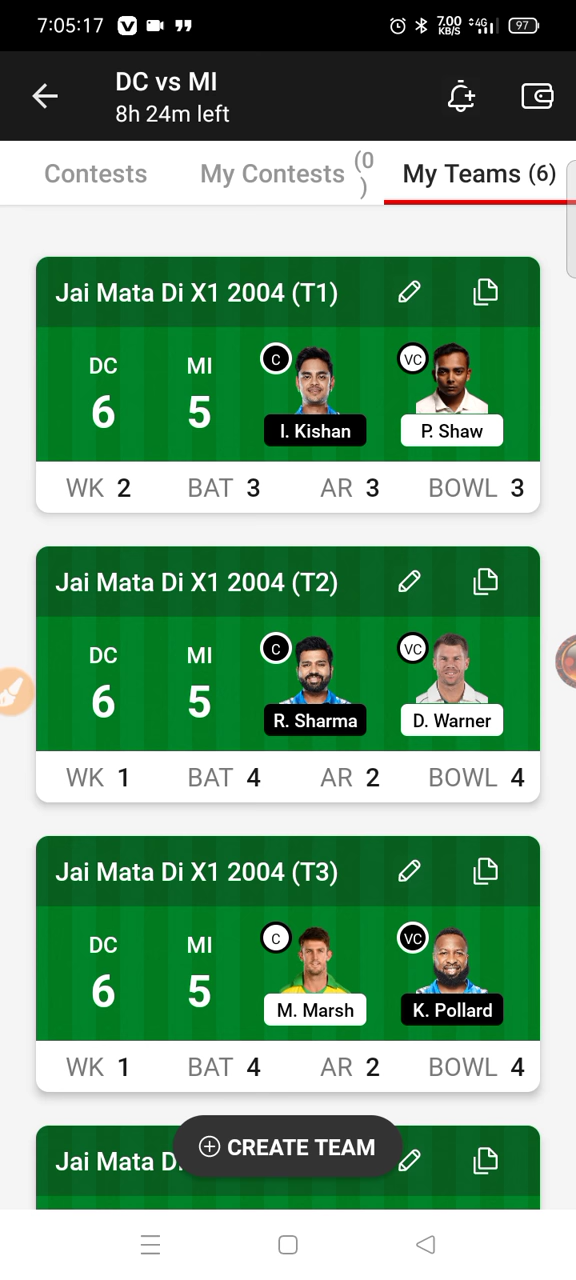 7:05:17 7.00 KB/S 4G 97
DC vs MI
8h 24m left
Contests My Contests (0) My Teams (6)
Jai Mata Di X1 2004 (T1)
C VC
DC MI
6 5
I. Kishan P. Shaw
WK 2 BAT 3 AR 3 BOWL 3
Jai Mata Di X1 2004 (T2)
C VC
DC MI
6 5
R. Sharma D. Warner
WK 1 BAT 4 AR 2 BOWL 4
Jai Mata Di X1 2004 (T3)
C VC
DC MI
6 5
M. Marsh K. Pollard
WK 1 BAT 4 AR 2 BOWL 4
Jai Mata D.
CREATE TEAM